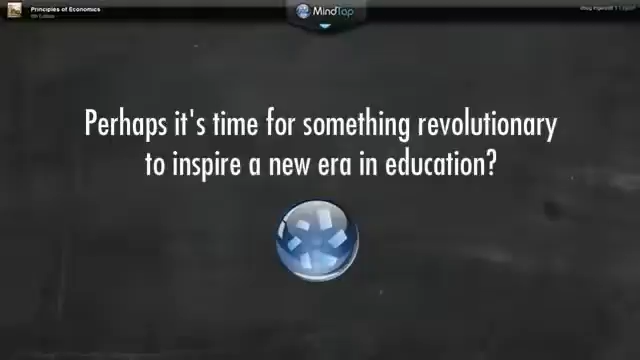 Principles of Economics
6th Edition
MindTap
Perhaps it's time for something revolutionary
to inspire a new era in education?